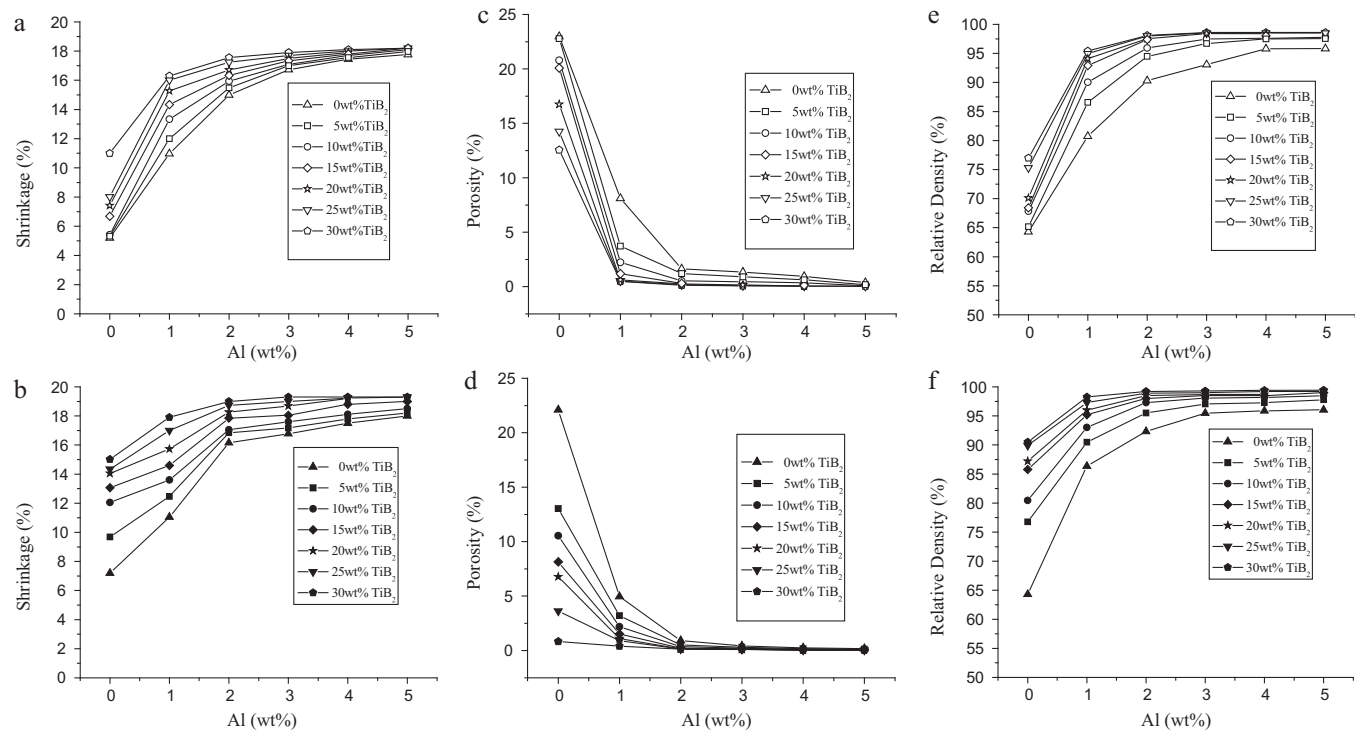 a
20
18
16
14
12
10
8
6
4
2
0
Shrinkage (%)
0 1 2 3 4 5
Al (wt%)
0wt%TiB₂
5wt%TiB₂
10wt%TiB₂
15wt%TiB₂
20wt%TiB₂
25wt%TiB₂
30wt%TiB₂
c
25
20
15
10
5
0
Porosity (%)
0 1 2 3 4 5
Al (wt%)
0wt% TiB₂
5wt% TiB₂
10wt% TiB₂
15wt% TiB₂
20wt% TiB₂
25wt% TiB₂
30wt% TiB₂
e
100
95
90
85
80
75
70
65
60
55
50
Relative Density (%)
0 1 2 3 4 5
Al (wt%)
0wt% TiB₂
5wt% TiB₂
10wt% TiB₂
15wt% TiB₂
20wt% TiB₂
25wt% TiB₂
30wt% TiB₂
b
20
18
16
14
12
10
8
6
4
2
0
Shrinkage (%)
0 1 2 3 4 5
Al (wt%)
0wt% TiB₂
5wt% TiB₂
10wt% TiB₂
15wt% TiB₂
20wt% TiB₂
25wt% TiB₂
30wt% TiB₂
d
25
20
15
10
5
0
Porosity (%)
0 1 2 3 4 5
Al (wt%)
0wt% TiB₂
5wt% TiB₂
10wt% TiB₂
15wt% TiB₂
20wt% TiB₂
25wt% TiB₂
30wt% TiB₂
f
100
95
90
85
80
75
70
65
60
55
50
Relative Density (%)
0 1 2 3 4 5
Al (wt%)
0wt% TiB₂
5wt% TiB₂
10wt% TiB₂
15wt% TiB₂
20wt% TiB₂
25wt% TiB₂
30wt% TiB₂